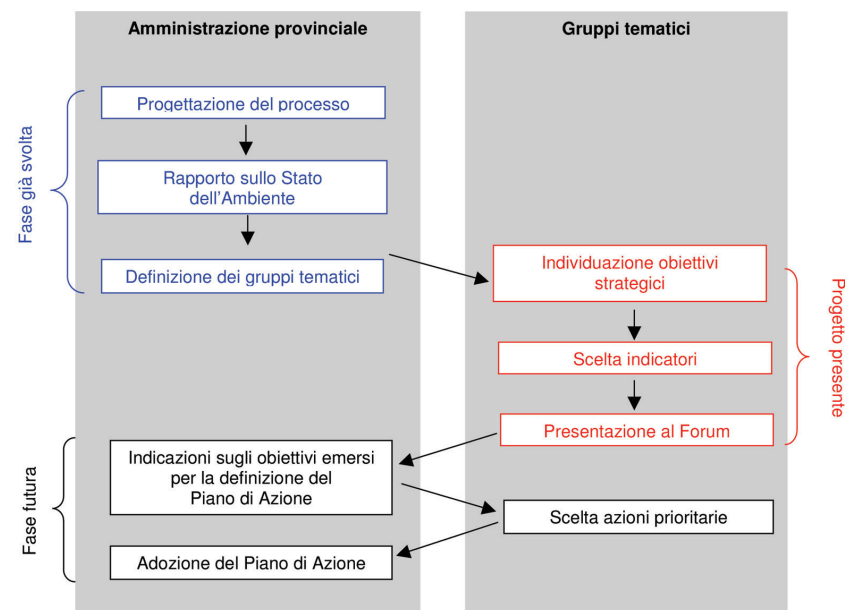 Amministrazione provinciale
Gruppi tematici
Fase già svolta
Progettazione del processo
Rapporto sullo Stato
dell'Ambiente
Definizione dei gruppi tematici
Individuazione obiettivi
strategici
Scelta indicatori
Presentazione al Forum
Progetto presente
Fase futura
Indicazioni sugli obiettivi emersi
per la definizione del
Piano di Azione
Scelta azioni prioritarie
Adozione del Piano di Azione